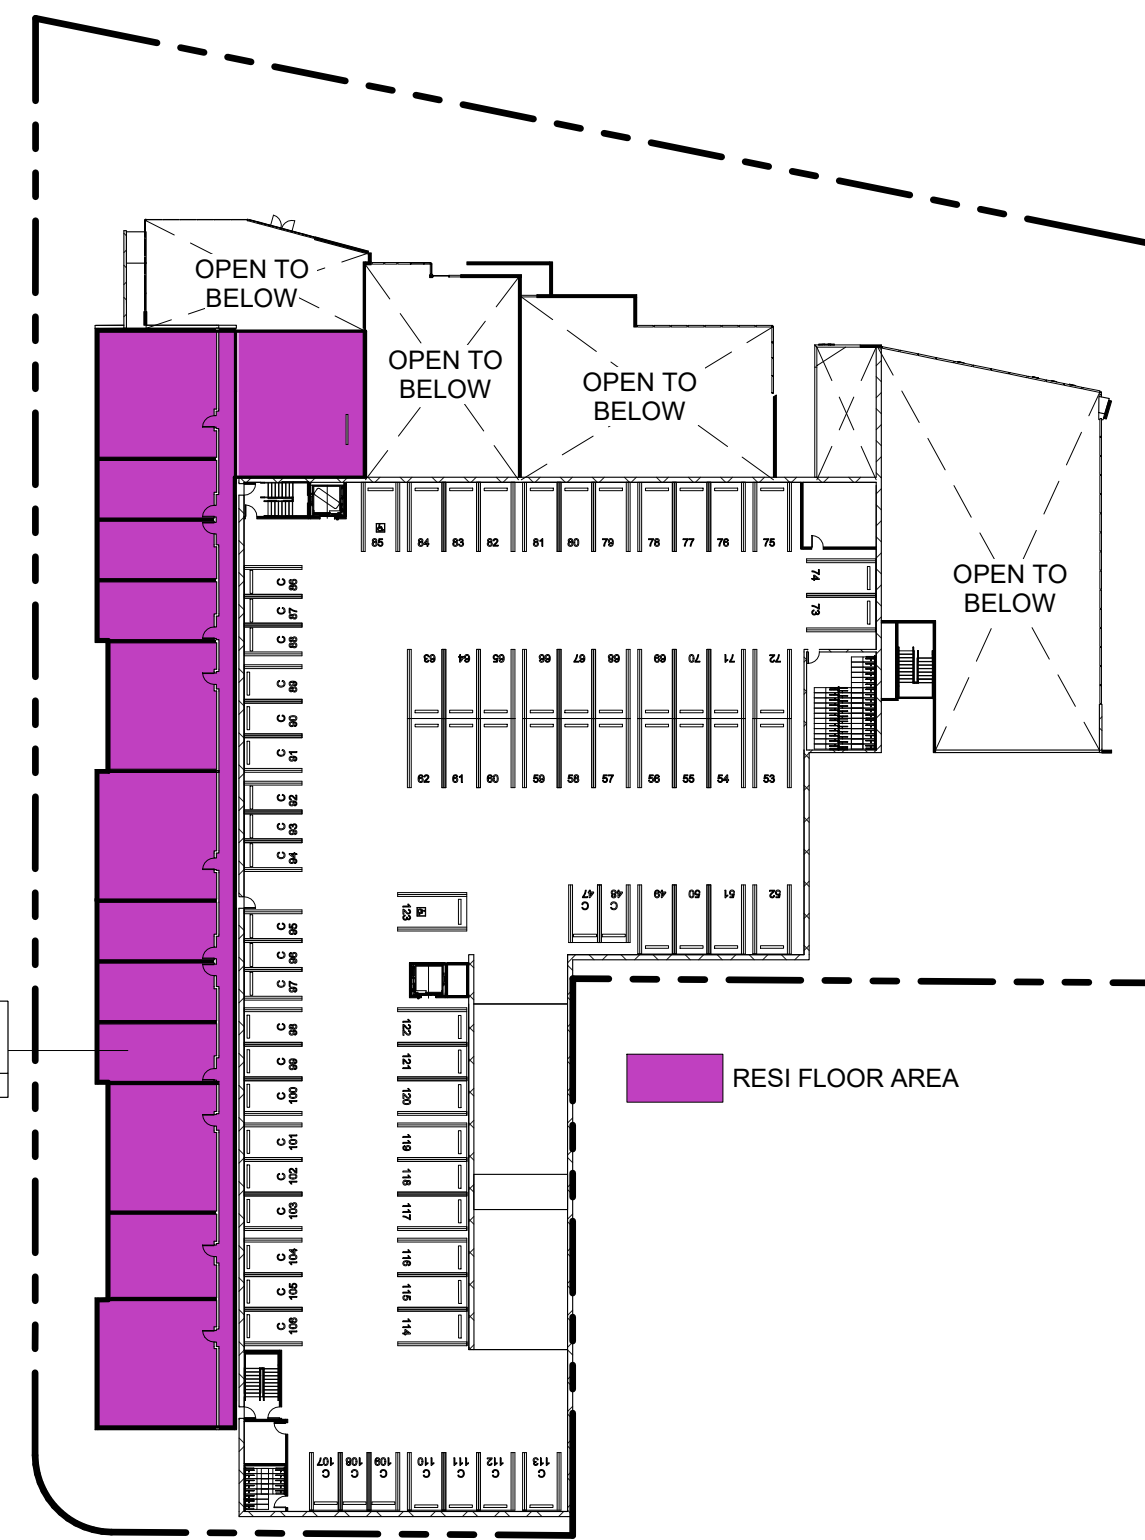 OPEN TO
BELOW
OPEN TO
BELOW
OPEN TO
BELOW
OPEN TO
BELOW
85 84 83 82 81 80 79 78 77 76 75
74
73
C 86
C 87
C 88
63 64 65 66 67 68 69 70 71 72
C 89
C 90
C 91
62 61 60 59 58 57 56 55 54 53
C 92
C 93
C 94
47 C
48 C
49 50 51 52
123
C 95
C 96
C 97
C 98
C 99
C 100
122
121
120
RESI FLOOR AREA
C 101
C 102
C 103
119
118
117
C 104
C 105
C 106
116
115
114
107 108 109 110 111 112 113
C C C C C C C